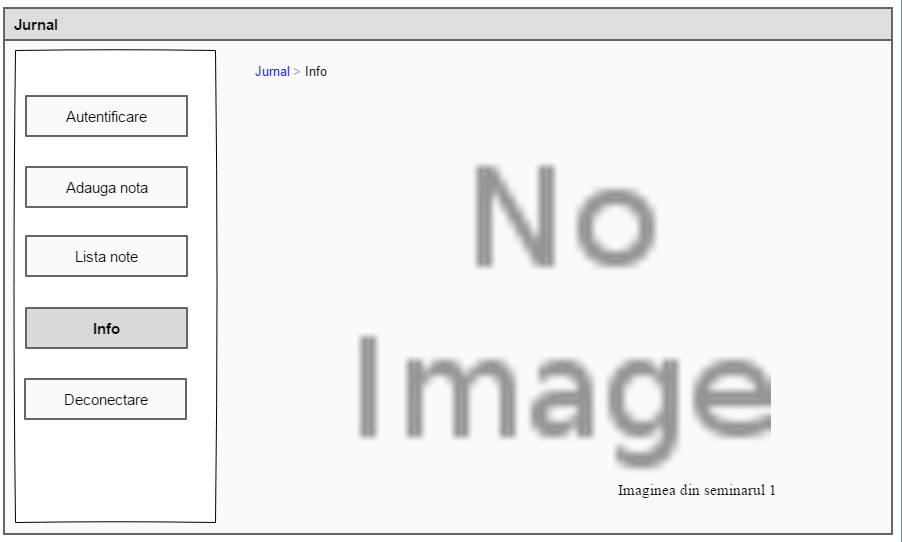 Jurnal
Jurnal > Info
Autentificare
Adauga nota
Lista note
Info
Deconectare
No
Image
Imaginea din seminarul 1